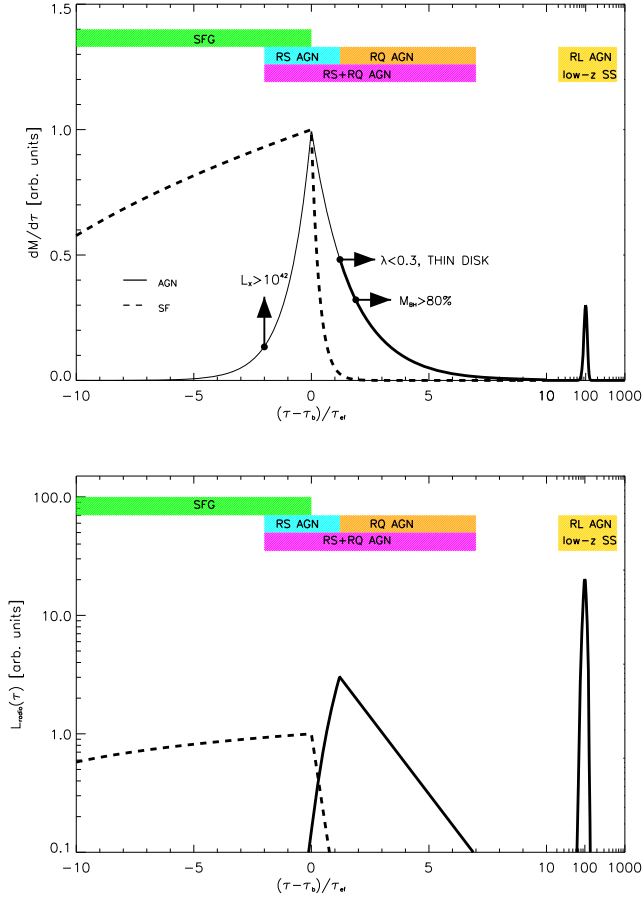 1.5
SFG
RS AGN
RQ AGN
RL AGN
RS+RQ AGN
low-z SS
1.0
dM/dτ [arb. units]
λ<0.3, THIN DISK
0.5
Lx>10^42
AGN
M_BH>80%
SF
0.0
-10
-5
0
5
10
100
1000
(τ-τ_b)/τ_ef
100.0
SFG
RS AGN
RQ AGN
RL AGN
RS+RQ AGN
low-z SS
10.0
L_radio(τ) [arb. units]
1.0
0.1
-10
-5
0
5
10
100
1000
(τ-τ_b)/τ_ef